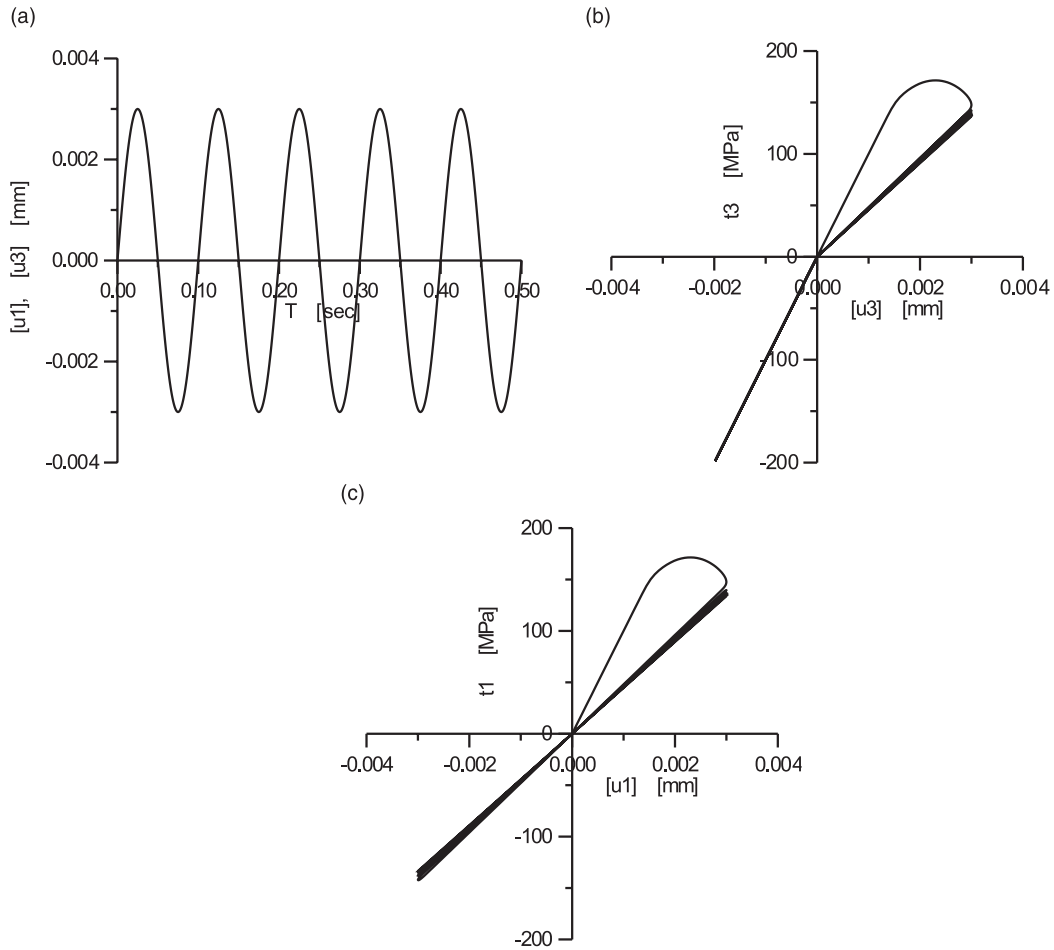 (a)
0.004
0.002
0.000
-0.002
-0.004
[u1], [u3] [mm]
0.00 0.10 0.20 0.30 0.40 0.50
T [sec]
(b)
200
100
0
-100
-200
t3 [MPa]
-0.004 -0.002 0.000 0.002 0.004
[u3] [mm]
(c)
200
100
0
-100
-200
t1 [MPa]
-0.004 -0.002 0.000 0.002 0.004
[u1] [mm]